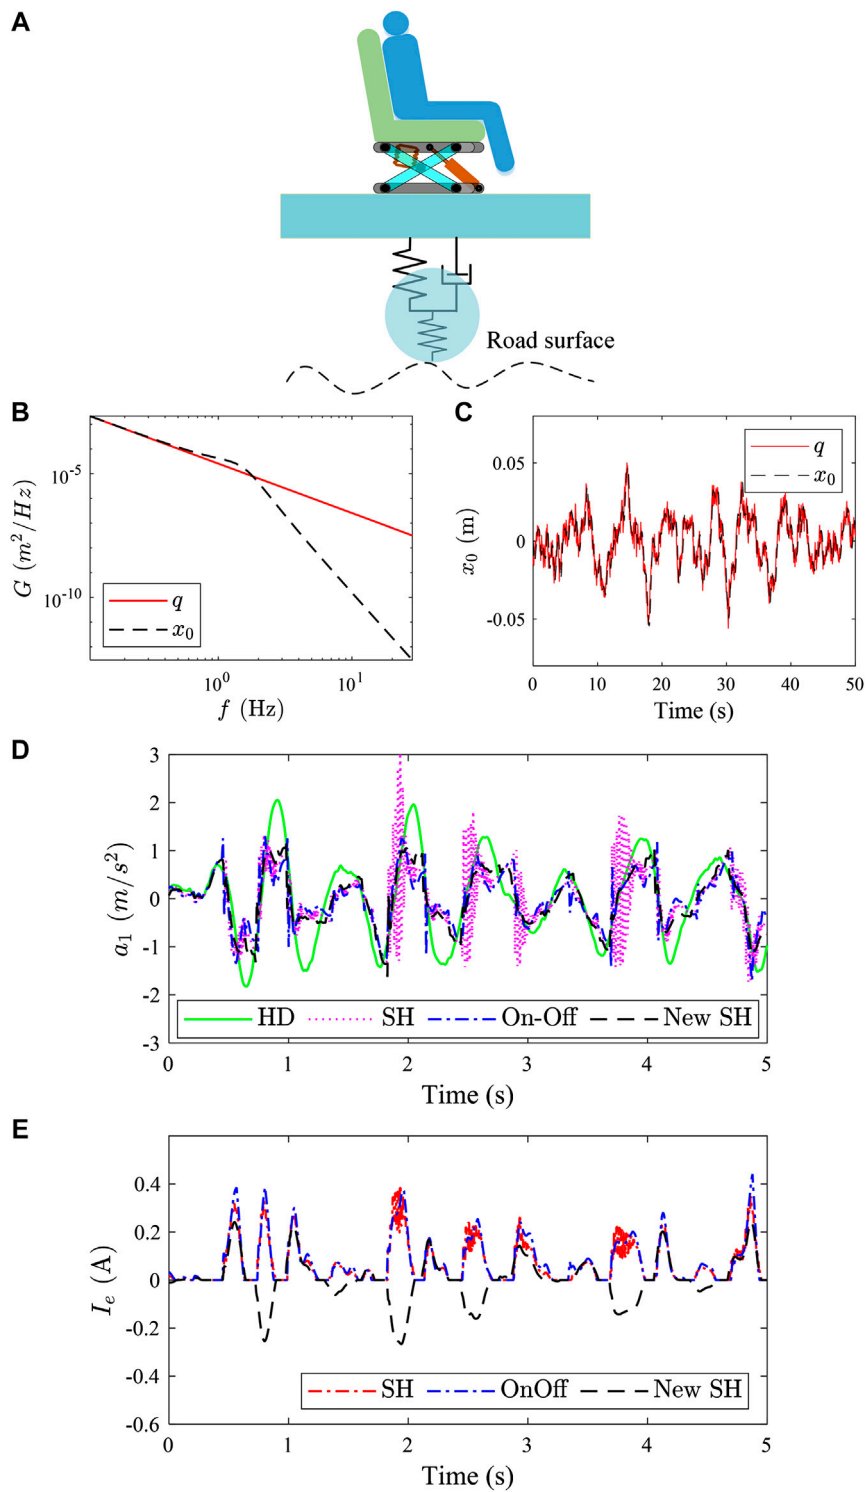 A
Road surface
B
G (m²/Hz)
10⁻⁵
10⁻¹⁰
q
x₀
10⁰
10¹
f (Hz)
C
x₀ (m)
0.05
0
-0.05
q
x₀
0 10 20 30 40 50
Time (s)
D
a₁ (m/s²)
3
2
1
0
-1
-2
-3
HD SH On-Off New SH
0 1 2 3 4 5
Time (s)
E
Iₑ (A)
0.4
0.2
0
-0.2
-0.4
-0.6
SH OnOff New SH
0 1 2 3 4 5
Time (s)